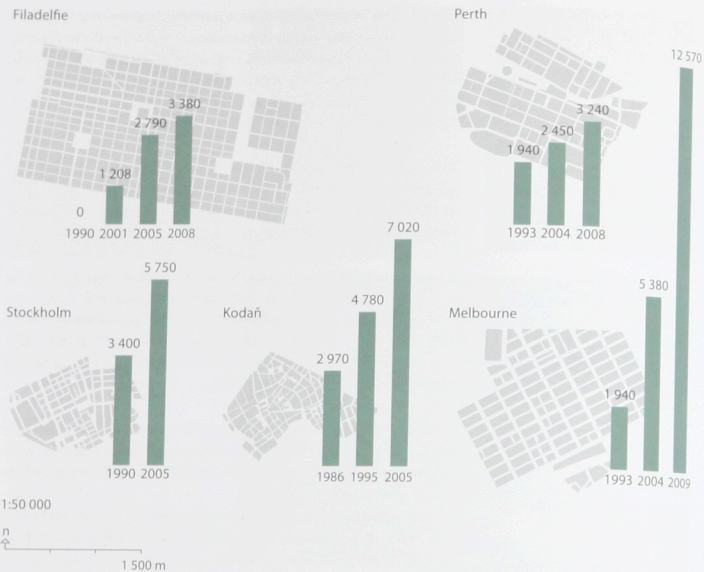 Filadelfie
0
1 208
2 790
3 380
1990 2001 2005 2008
Perth
1 940
2 450
3 240
1993 2004 2008
Stockholm
3 400
5 750
1990 2005
Kodaň
2 970
4 780
7 020
1986 1995 2005
Melbourne
1 940
5 380
12 570
1993 2004 2009
1:50 000
n
1 500 m